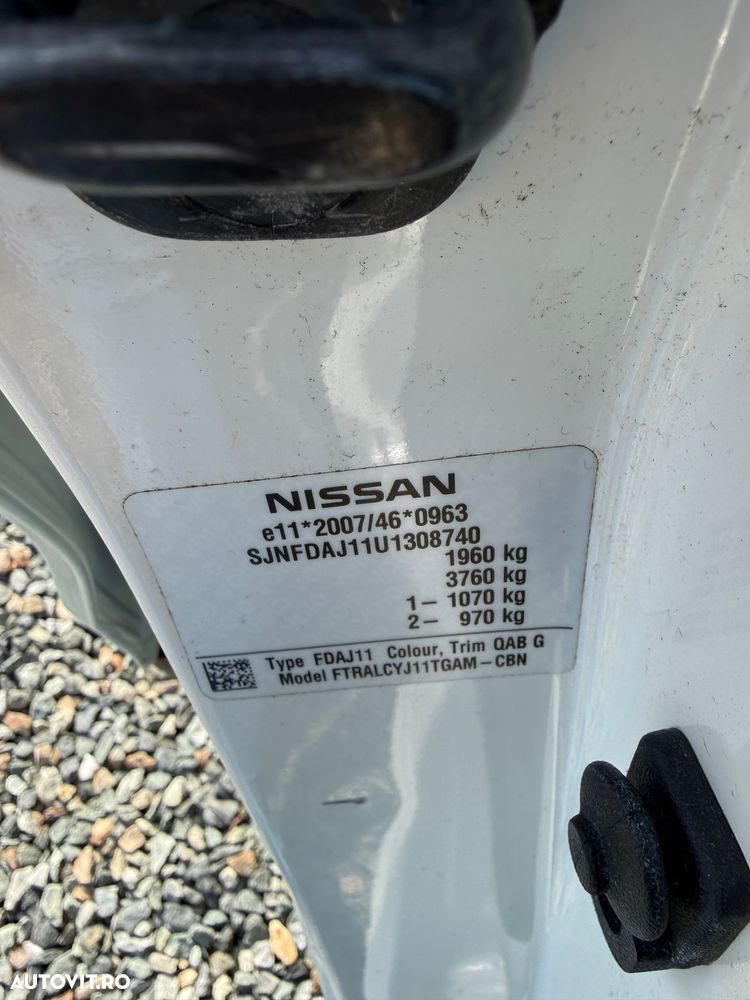 NISSAN
e11*2007/46*0963
SJNFDAJ11U1308740
1960 kg
3760 kg
1- 1070 kg
2- 970 kg
Type FDAJ11 Colour, Trim QAB G
Model FTRALCYJ11TGAM-CBN
AUTOVIT.RO